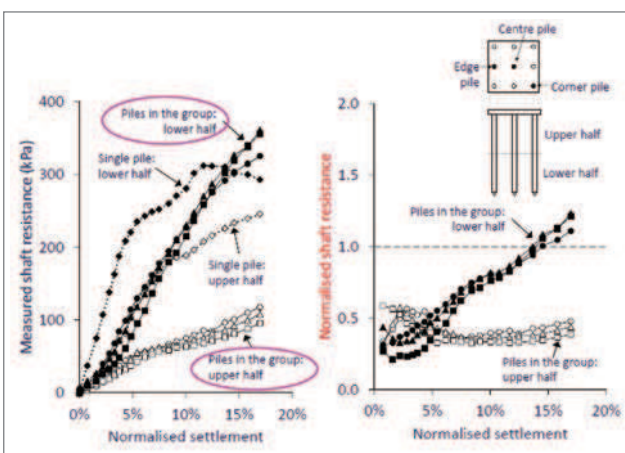 Measured shaft resistance (kPa)
400
300
200
100
0
0%
5%
10%
15%
20%
Normalised settlement
Piles in the group:
lower half
Single pile:
lower half
Single pile:
upper half
Piles in the group:
upper half
Centre pile
Edge
pile
Corner pile
Upper half
Lower half
Normalised shaft resistance
2.0
1.5
1.0
0.5
0.0
0%
5%
10%
15%
20%
Normalised settlement
Piles in the group:
lower half
Piles in the group:
upper half